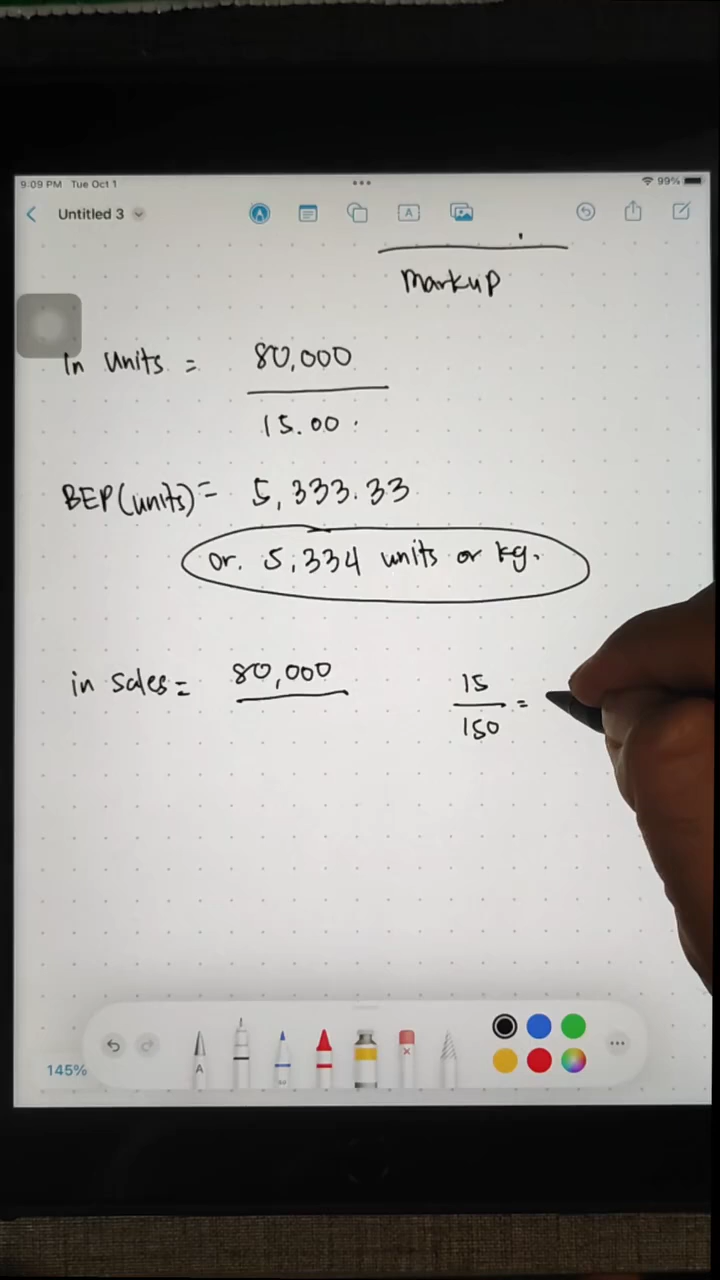 9:09 PM Tue Oct 1
99%
Untitled 3
A
Markup
In Units = 80,000
15.00
BEP(units)= 5,333.33
or. 5,334 units or kg.
in sales = 80,000
15
150
=
A
145%